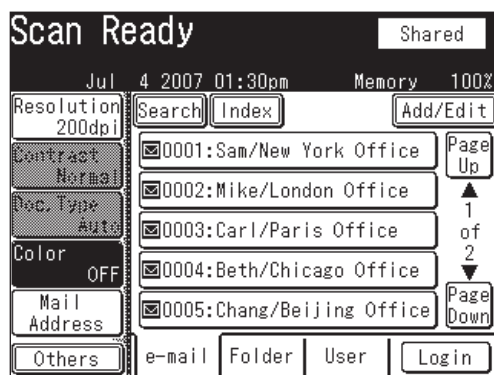 Scan Ready
Shared
Jul 4 2007 01:30pm Memory 100%
Resolution
200dpi
Search Index Add/Edit
Contrast
Normal
Doc. Type
Auto
Color
OFF
Mail
Address
Others
0001:Sam/New York Office
0002:Mike/London Office
0003:Carl/Paris Office
0004:Beth/Chicago Office
0005:Chang/Beijing Office
Page
Up
1
of
2
Page
Down
e-mail Folder User Login